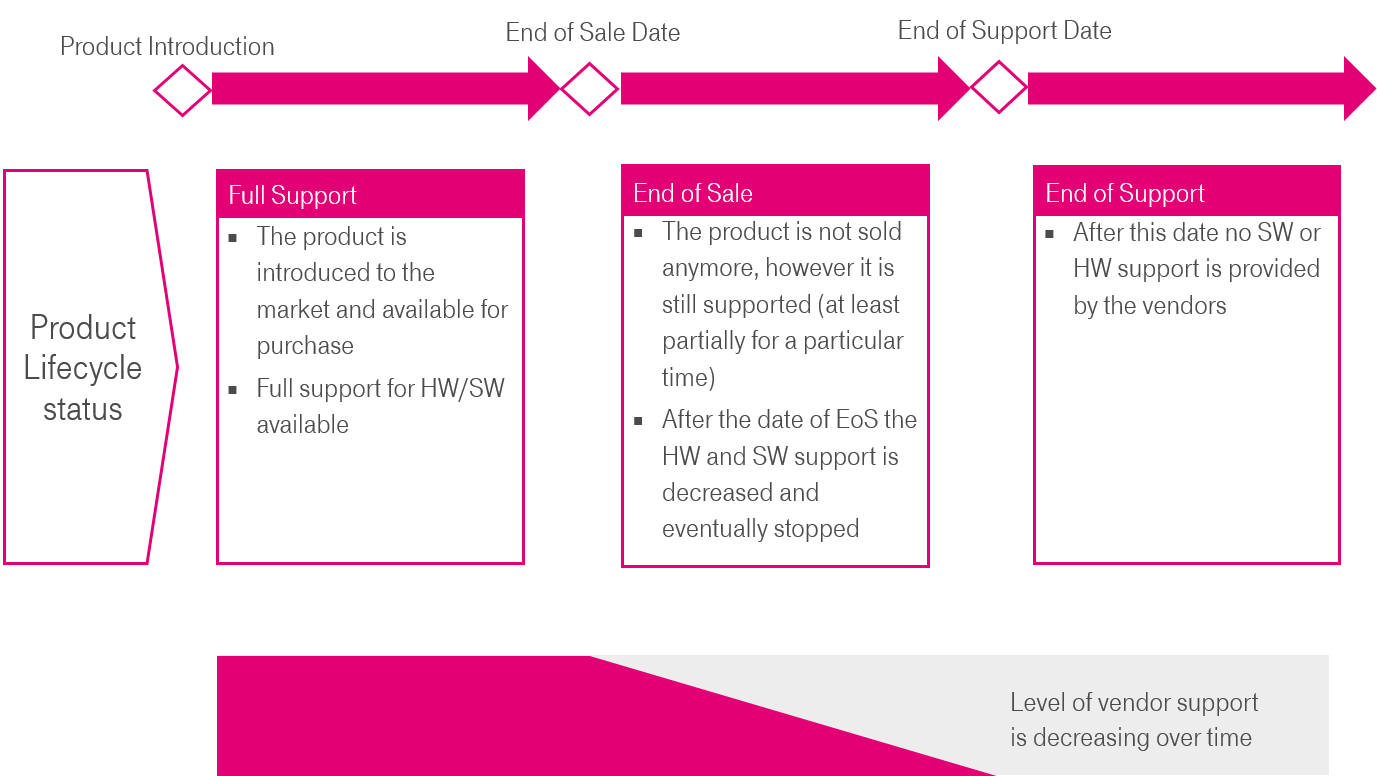 Product Introduction
End of Sale Date
End of Support Date
Product
Lifecycle
status
Full Support
▪ The product is
introduced to the
market and available for
purchase
▪ Full support for HW/SW
available
End of Sale
▪ The product is not sold
anymore, however it is
still supported (at least
partially for a particular
time)
▪ After the date of EoS the
HW and SW support is
decreased and
eventually stopped
End of Support
▪ After this date no SW or
HW support is provided
by the vendors
Level of vendor support
is decreasing over time